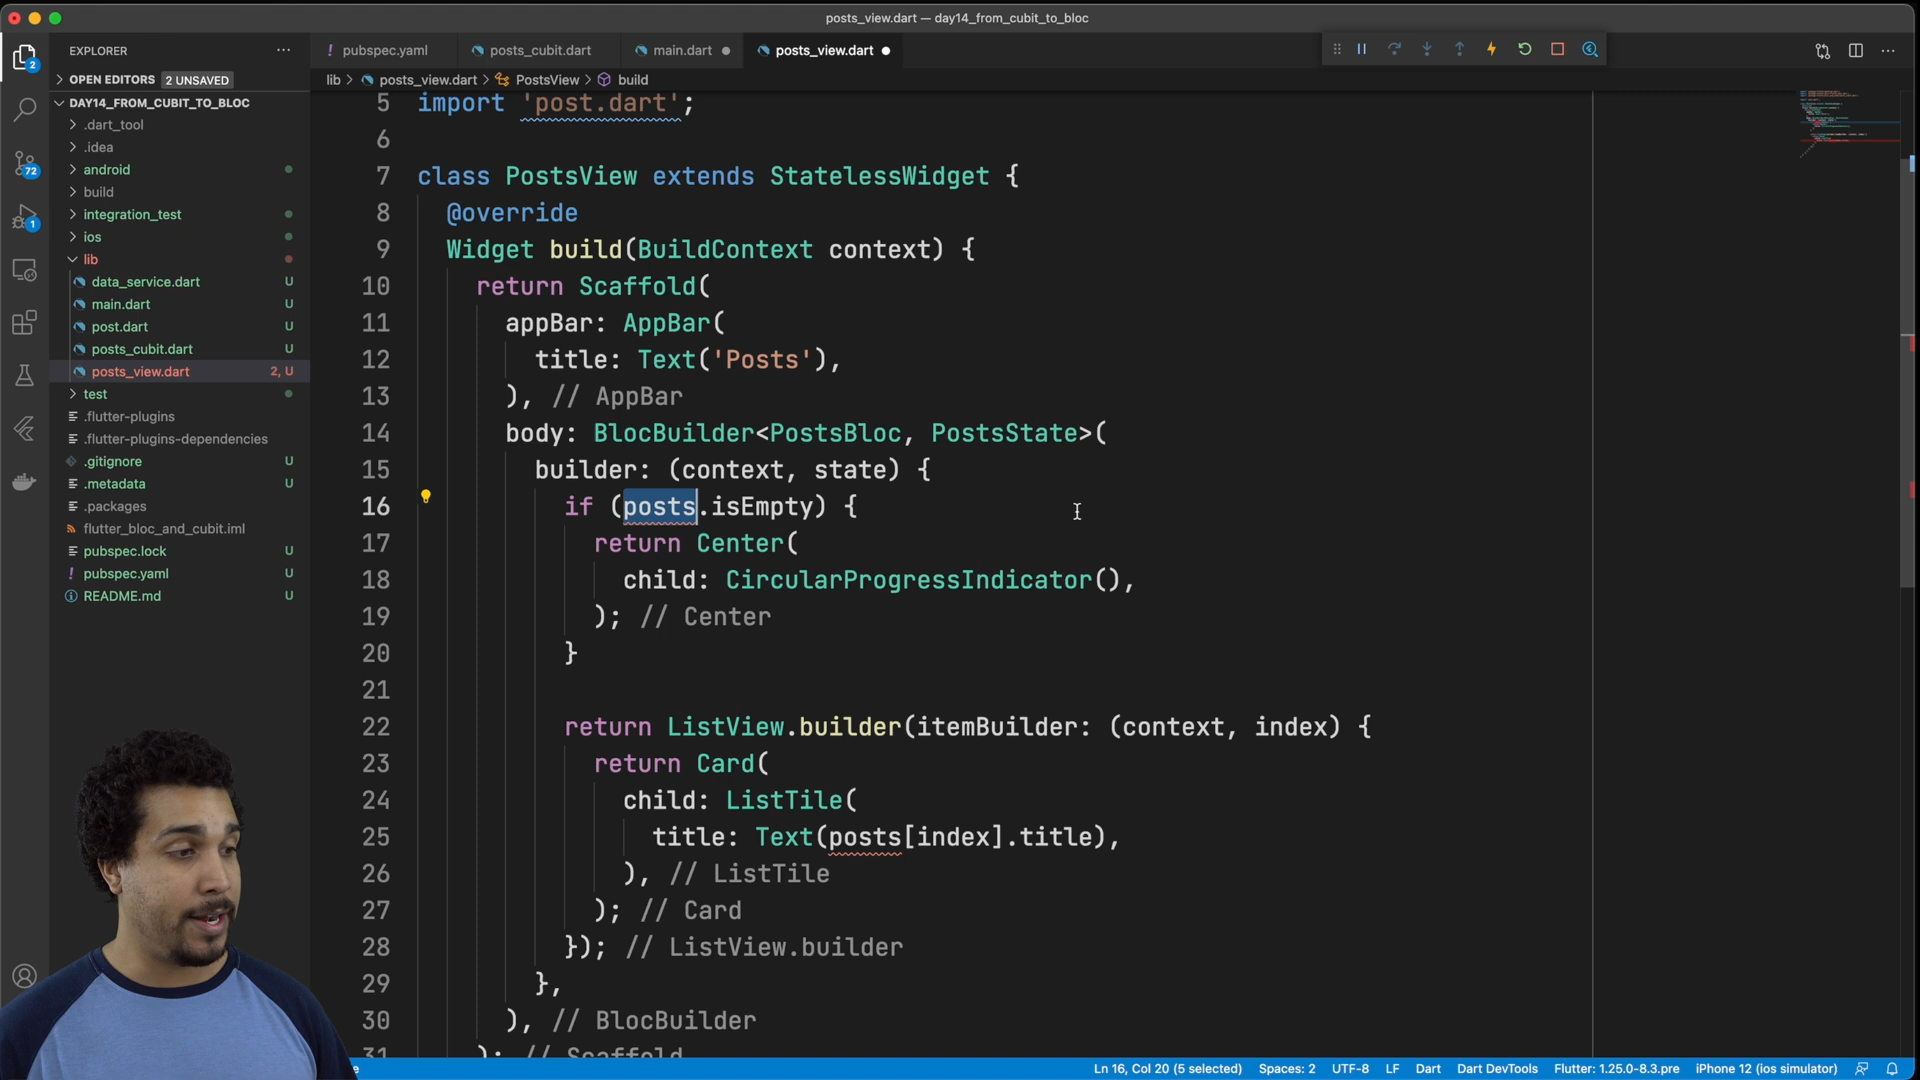 posts_view.dart — day14_from_cubit_to_bloc
EXPLORER
pubspec.yaml
posts_cubit.dart
main.dart
posts_view.dart
OPEN EDITORS 2 UNSAVED
lib > posts_view.dart > PostsView > build
DAY14_FROM_CUBIT_TO_BLOC
.dart_tool
.idea
android
build
integration_test
ios
lib
data_service.dart U
main.dart U
post.dart U
posts_cubit.dart U
posts_view.dart 2, U
test
.flutter-plugins
.flutter-plugins-dependencies
.gitignore U
.metadata U
.packages
flutter_bloc_and_cubit.iml
pubspec.lock U
pubspec.yaml U
README.md U
2
72
1
5 import 'post.dart';
6
7 class PostsView extends StatelessWidget {
8 @override
9 Widget build(BuildContext context) {
10 return Scaffold(
11 appBar: AppBar(
12 title: Text('Posts'),
13 ), // AppBar
14 body: BlocBuilder<PostsBloc, PostsState>(
15 builder: (context, state) {
16 if (posts.isEmpty) {
17 return Center(
18 child: CircularProgressIndicator(),
19 ); // Center
20 }
21
22 return ListView.builder(itemBuilder: (context, index) {
23 return Card(
24 child: ListTile(
25 title: Text(posts[index].title),
26 ), // ListTile
27 ); // Card
28 }); // ListView.builder
29 },
30 ), // BlocBuilder
31 ); // Scaffold
Ln 16, Col 20 (5 selected) Spaces: 2 UTF-8 LF Dart Dart DevTools Flutter: 1.25.0-8.3.pre iPhone 12 (ios simulator)